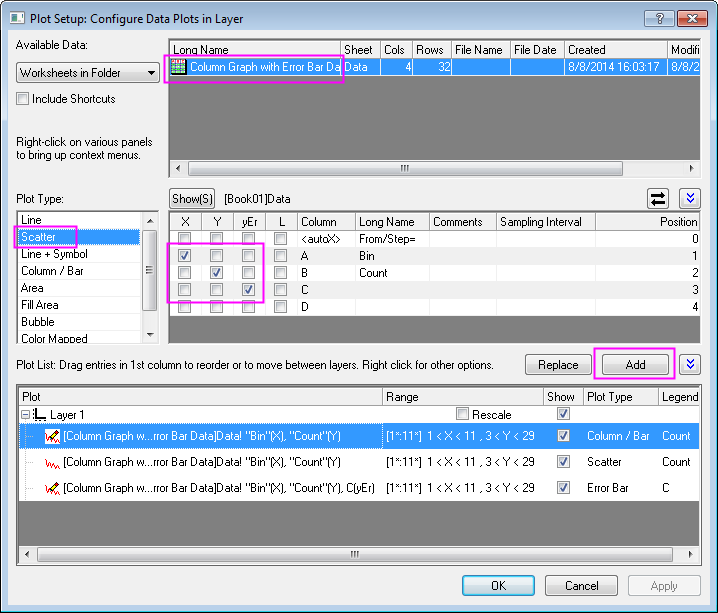 Plot Setup: Configure Data Plots in Layer
Available Data:
Worksheets in Folder
Include Shortcuts
Right-click on various panels
to bring up context menus.
Long Name Sheet Cols Rows File Name File Date Created Modifi
Column Graph with Error Bar Da Data 4 32 8/8/2014 16:03:17 8/8/2
Plot Type:
Line
Scatter
Line + Symbol
Column / Bar
Area
Fill Area
Bubble
Color Mapped
Show(S) [Book01]Data
X Y yEr L Column Long Name Comments Sampling Interval Position
<autoX> From/Step= 0
A Bin 1
B Count 2
C 3
D 4
Plot List: Drag entries in 1st column to reorder or to move between layers. Right click for other options.
Replace
Add
Plot Range Show Plot Type Legend
Layer 1 Rescale
[Column Graph w...rror Bar Data]Data! "Bin"(X), "Count"(Y) [1*:11*] 1 < X < 11 , 3 < Y < 29 Column / Bar Count
[Column Graph w...rror Bar Data]Data! "Bin"(X), "Count"(Y) [1*:11*] 1 < X < 11 , 3 < Y < 29 Scatter Count
[Column Graph w...rror Bar Data]Data! "Bin"(X), "Count"(Y), C(yEr) [1*:11*] 1 < X < 11 , 3 < Y < 29 Error Bar C
OK
Cancel
Apply